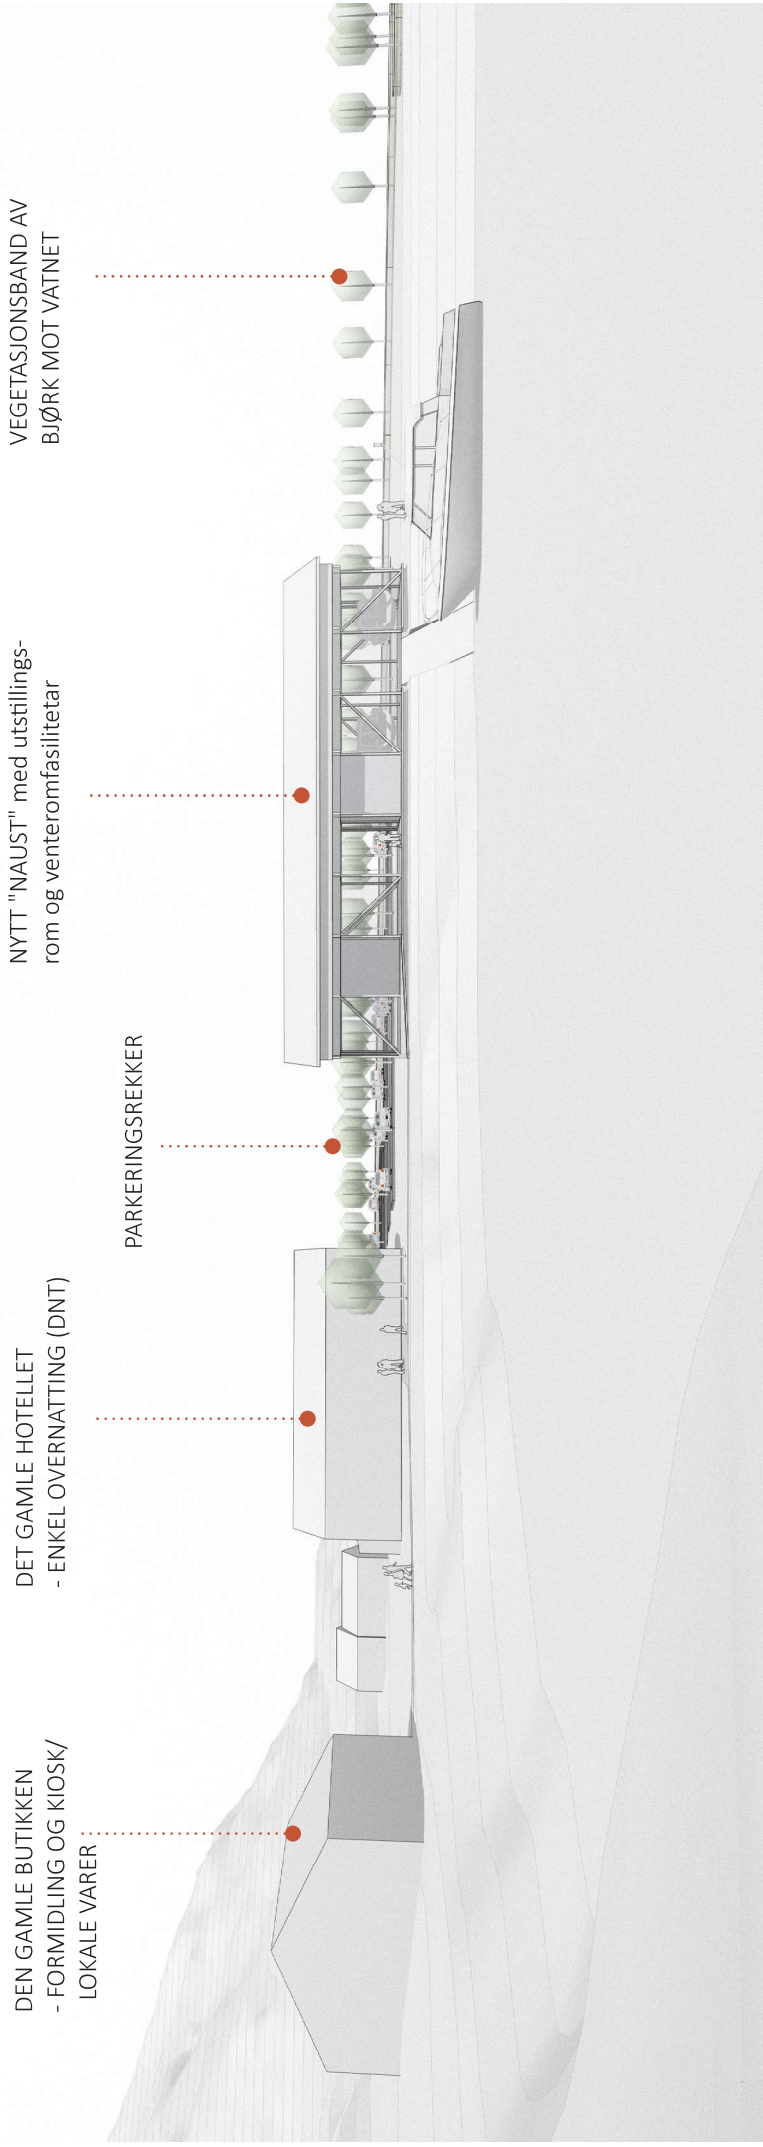 DEN GAMLE BUTIKKEN
- FORMIDLING OG KIOSK/
LOKALE VARER
DET GAMLE HOTELLET
- ENKEL OVERNATTING (DNT)
PARKERINGSREKKER
NYTT "NAUST" med utstillings-
rom og venteromfasilitetar
VEGETASJONSBAND AV
BJØRK MOT VATNET